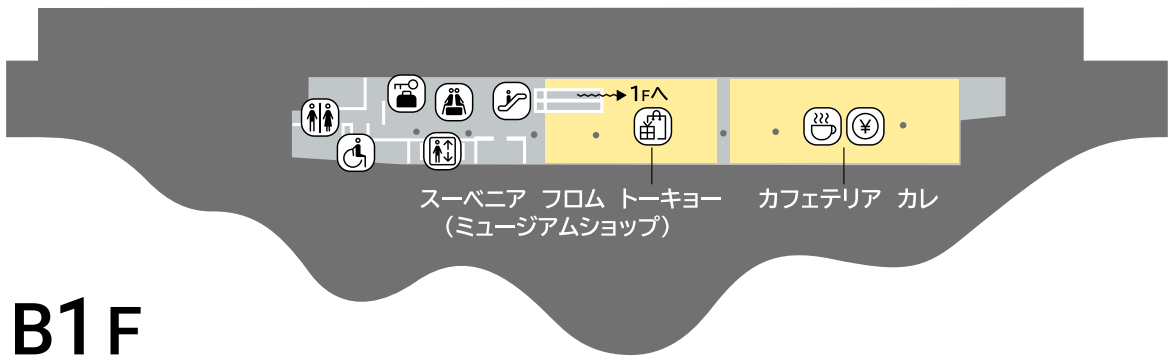 1Fへ
¥
スーベニア フロム トーキョー
（ミュージアムショップ）
カフェテリア カレ
B1F